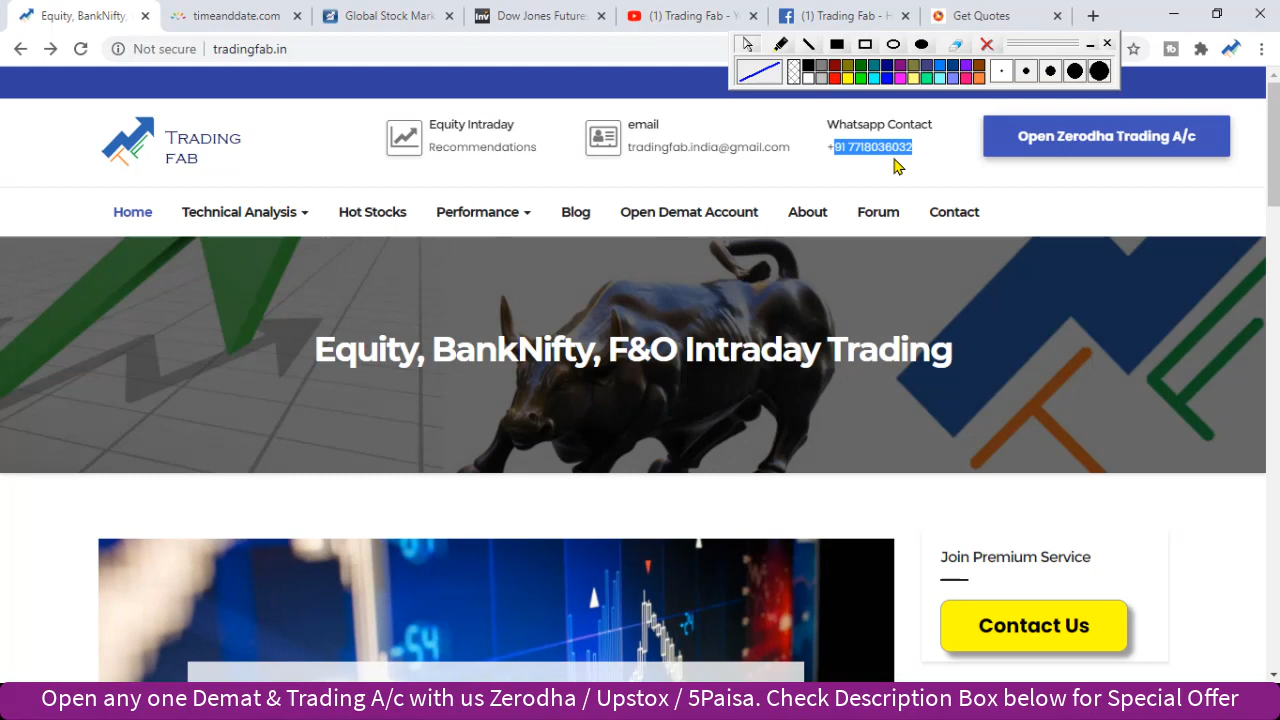 Equity, BankNifty,
timeanddate.com
Global Stock Mark
Dow Jones Future
(1) Trading Fab - Y
(1) Trading Fab - H
Get Quotes
Not secure
tradingfab.in
TRADING
FAB
Equity Intraday
Recommendations
email
tradingfab.india@gmail.com
Whatsapp Contact
+91 7718036032
Open Zerodha Trading A/c
Home
Technical Analysis
Hot Stocks
Performance
Blog
Open Demat Account
About
Forum
Contact
Equity, BankNifty, F&O Intraday Trading
-54
Join Premium Service
Contact Us
Open any one Demat & Trading A/c with us Zerodha / Upstox / 5Paisa. Check Description Box below for Special Offer